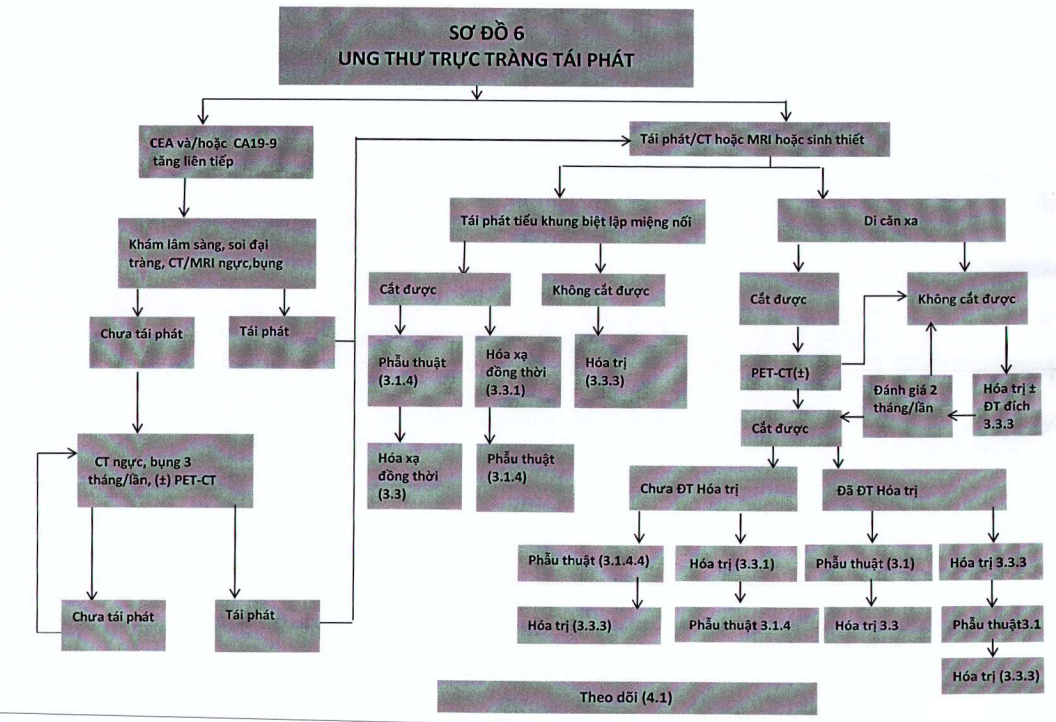 SƠ ĐỒ 6
UNG THƯ TRỰC TRÀNG TÁI PHÁT
CEA và/hoặc CA19-9
tăng liên tiếp
Tái phát/CT hoặc MRI hoặc sinh thiết
Khám lâm sàng, soi đại
tràng, CT/MRI ngực,bụng
Tái phát tiểu khung biệt lập miệng nối
Di căn xa
Cắt được
Không cắt được
Cắt được
Không cắt được
Chưa tái phát
Tái phát
Phẫu thuật
(3.1.4)
Hóa xạ
đồng thời
(3.3.1)
Hóa trị
(3.3.3)
PET-CT(±)
Đánh giá 2
tháng/lần
Hóa trị ±
ĐT đích
3.3.3
Cắt được
CT ngực, bụng 3
tháng/lần, (±) PET-CT
Hóa xạ
đồng thời
(3.3)
Phẫu thuật
(3.1.4)
Chưa ĐT Hóa trị
Đã ĐT Hóa trị
Phẫu thuật (3.1.4.4)
Hóa trị (3.3.1)
Phẫu thuật (3.1)
Hóa trị 3.3.3
Chưa tái phát
Tái phát
Hóa trị (3.3.3)
Phẫu thuật 3.1.4
Hóa trị 3.3
Phẫu thuật3.1
Hóa trị (3.3.3)
Theo dõi (4.1)